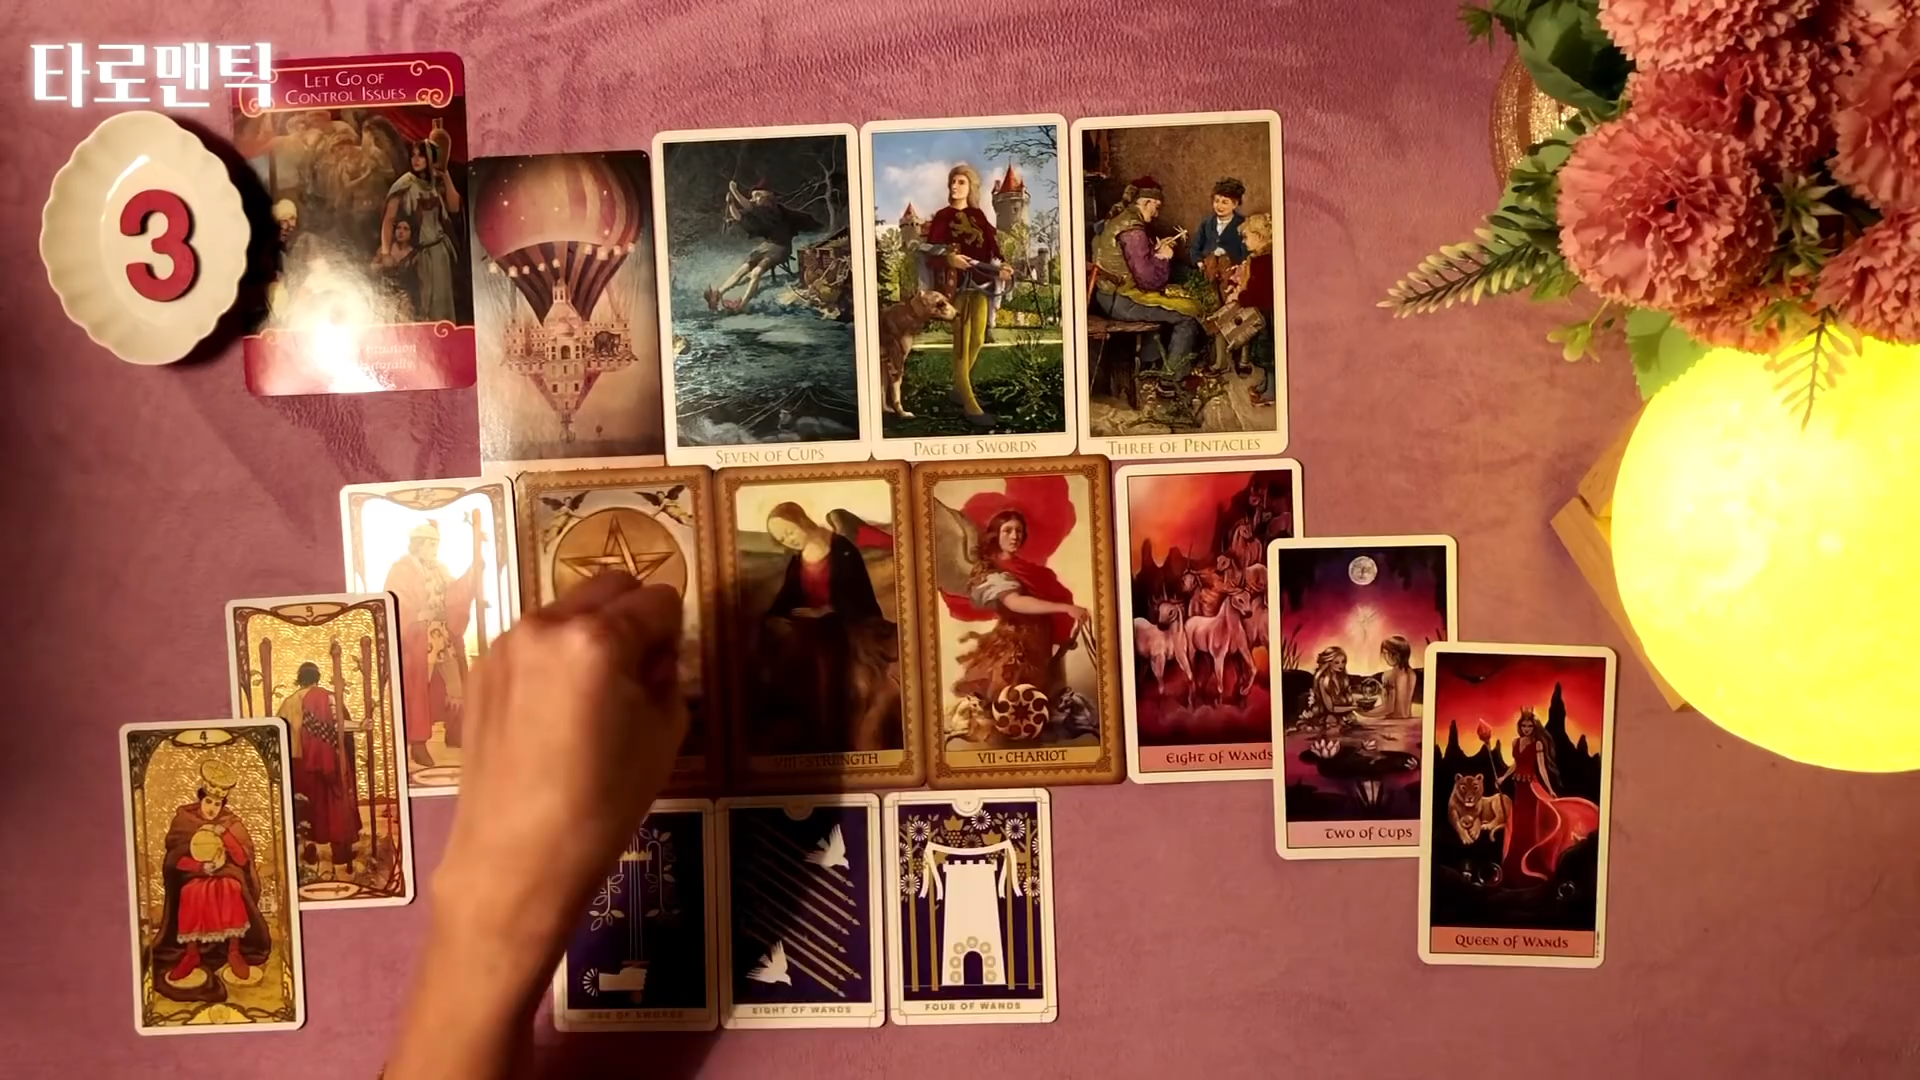 타로맨틱
LET GO OF
CONTROL ISSUES
3
SEVEN OF CUPS
PAGE OF SWORDS
THREE OF PENTACLES
VIII • STRENGTH
VII • CHARIOT
EIGHT OF WANDS
TWO OF CUPS
QUEEN OF WANDS
3
4
EIGHT OF WANDS
FOUR OF WANDS